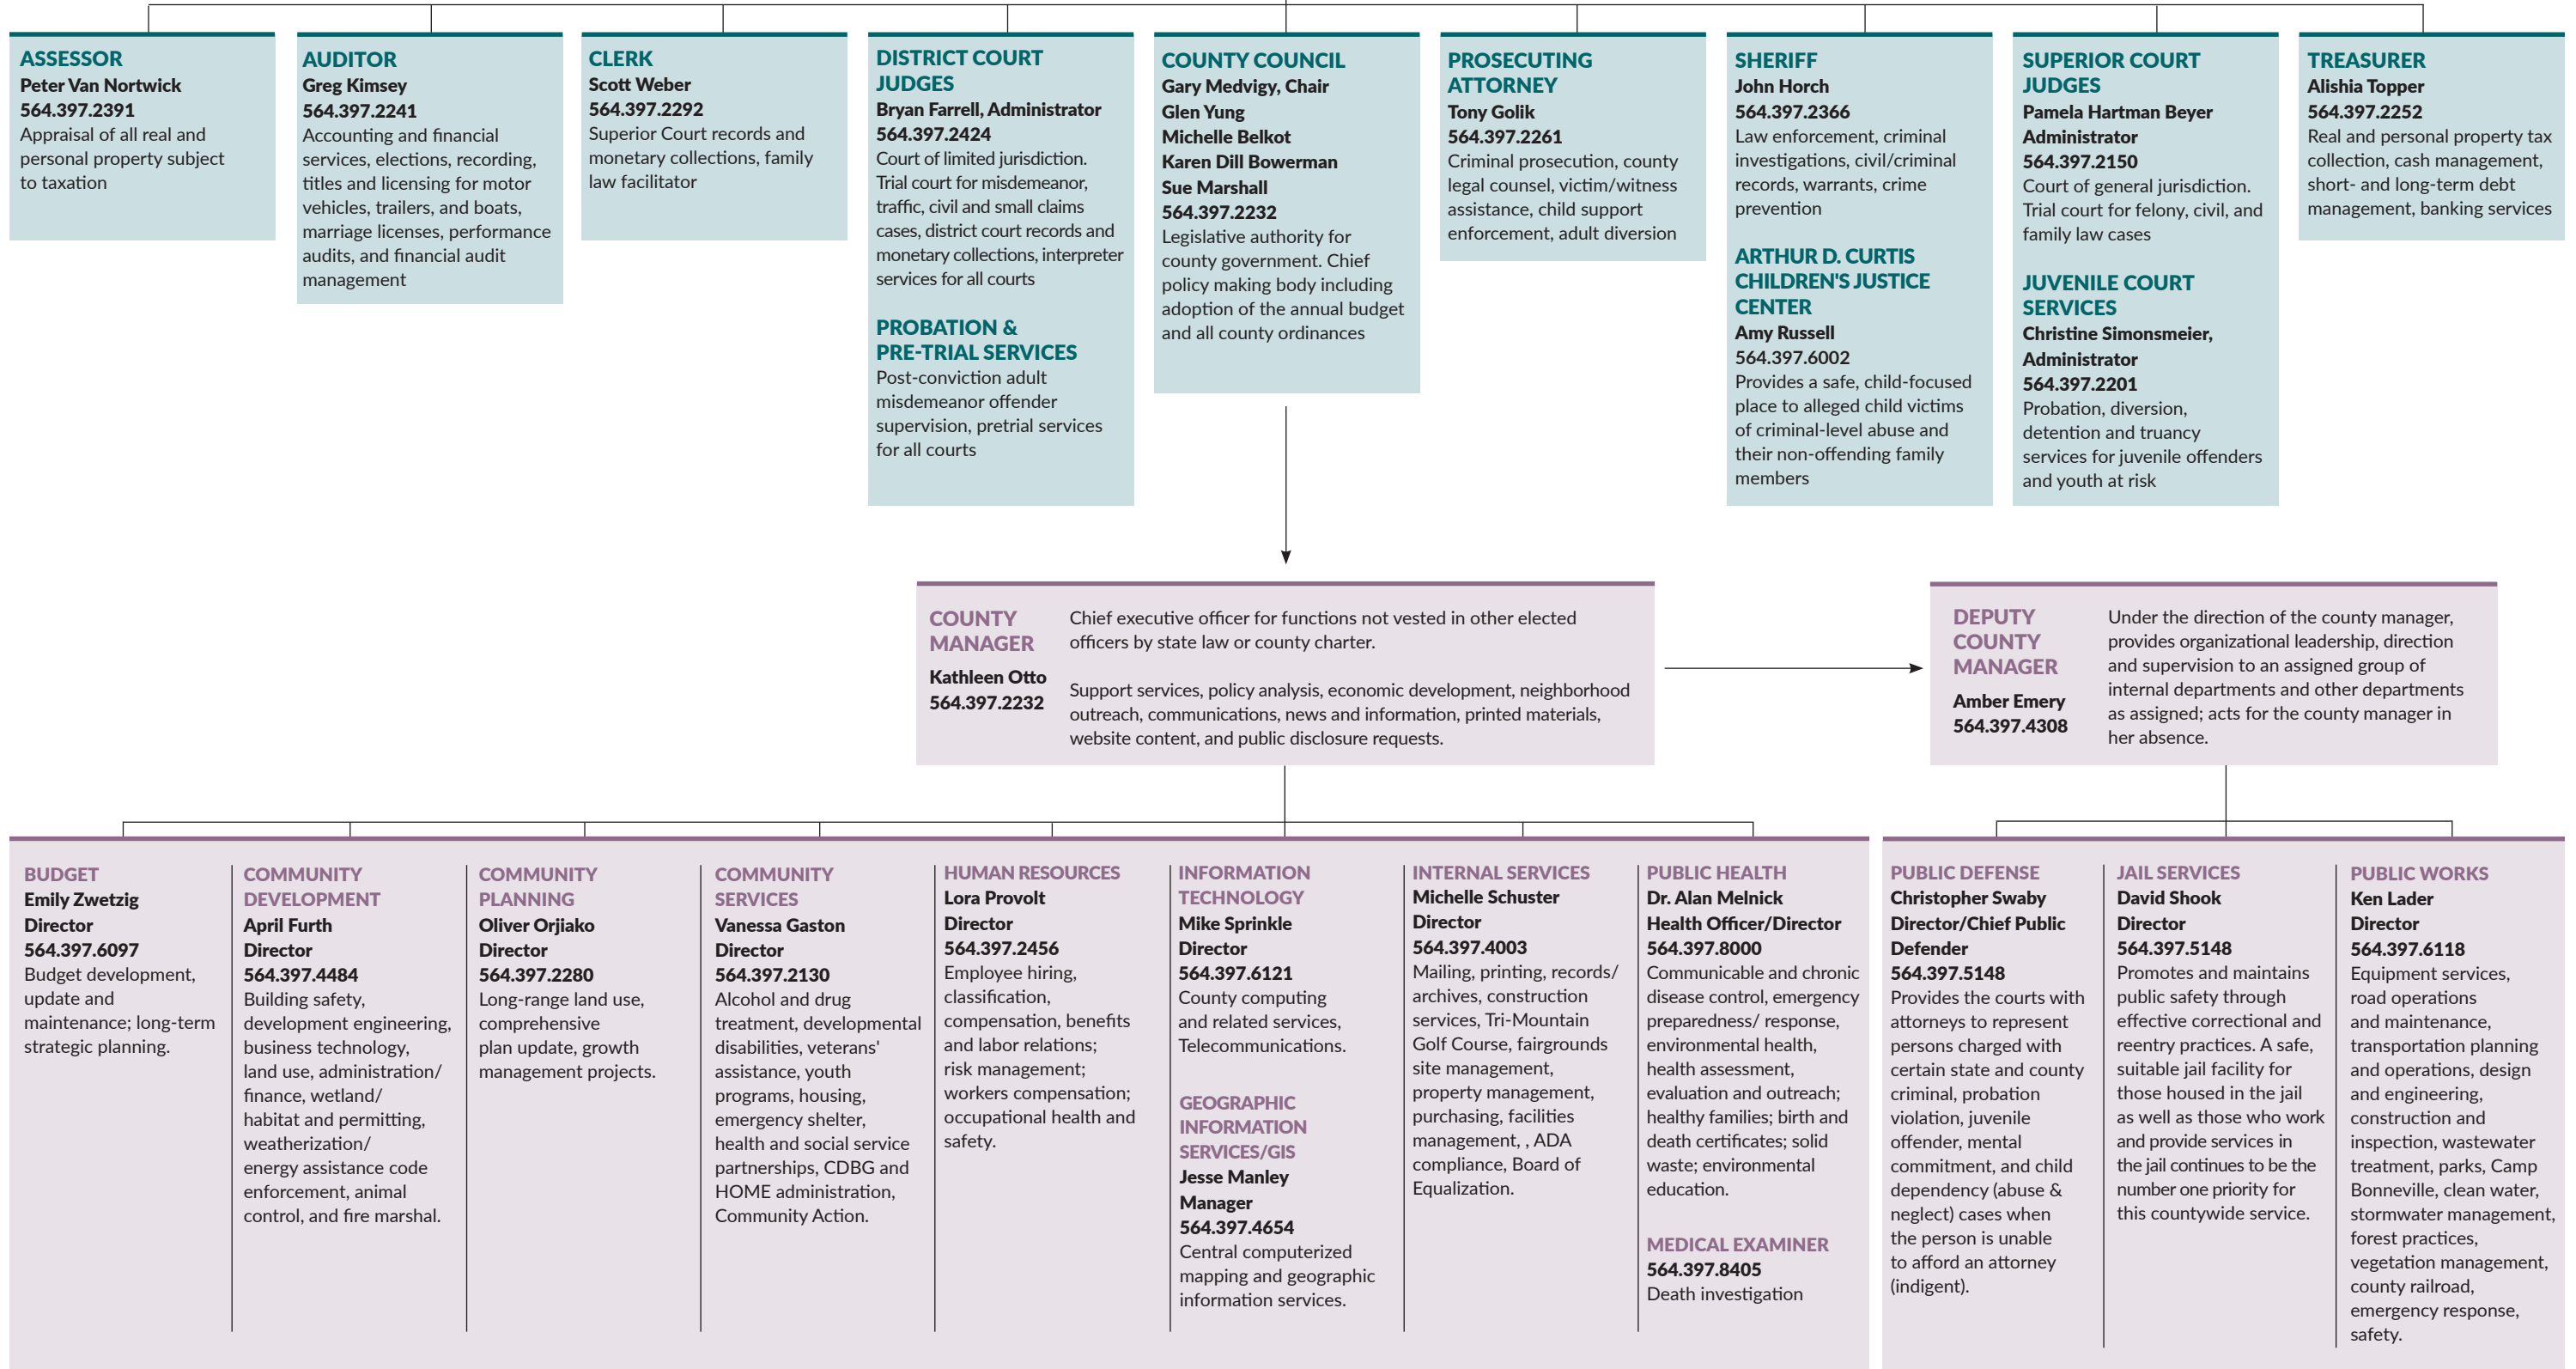 ASSESSOR
Peter Van Nortwick
564.397.2391
Appraisal of all real and
personal property subject
to taxation
AUDITOR
Greg Kimsey
564.397.2241
Accounting and financial
services, elections, recording,
titles and licensing for motor
vehicles, trailers, and boats,
marriage licenses, performance
audits, and financial audit
management
CLERK
Scott Weber
564.397.2292
Superior Court records and
monetary collections, family
law facilitator
DISTRICT COURT
JUDGES
Bryan Farrell, Administrator
564.397.2424
Court of limited jurisdiction.
Trial court for misdemeanor,
traffic, civil and small claims
cases, district court records and
monetary collections, interpreter
services for all courts
PROBATION &
PRE-TRIAL SERVICES
Post-conviction adult
misdemeanor offender
supervision, pretrial services
for all courts
COUNTY COUNCIL
Gary Medvigy, Chair
Glen Yung
Michelle Belkot
Karen Dill Bowerman
Sue Marshall
564.397.2232
Legislative authority for
county government. Chief
policy making body including
adoption of the annual budget
and all county ordinances
PROSECUTING
ATTORNEY
Tony Golik
564.397.2261
Criminal prosecution, county
legal counsel, victim/witness
assistance, child support
enforcement, adult diversion
SHERIFF
John Horch
564.397.2366
Law enforcement, criminal
investigations, civil/criminal
records, warrants, crime
prevention
ARTHUR D. CURTIS
CHILDREN'S JUSTICE
CENTER
Amy Russell
564.397.6002
Provides a safe, child-focused
place to alleged child victims
of criminal-level abuse and
their non-offending family
members
SUPERIOR COURT
JUDGES
Pamela Hartman Beyer
Administrator
564.397.2150
Court of general jurisdiction.
Trial court for felony, civil, and
family law cases
JUVENILE COURT
SERVICES
Christine Simonsmeier,
Administrator
564.397.2201
Probation, diversion,
detention and truancy
services for juvenile offenders
and youth at risk
TREASURER
Alishia Topper
564.397.2252
Real and personal property tax
collection, cash management,
short- and long-term debt
management, banking services
COUNTY
MANAGER
Kathleen Otto
564.397.2232
Chief executive officer for functions not vested in other elected
officers by state law or county charter.
Support services, policy analysis, economic development, neighborhood
outreach, communications, news and information, printed materials,
website content, and public disclosure requests.
DEPUTY
COUNTY
MANAGER
Amber Emery
564.397.4308
Under the direction of the county manager,
provides organizational leadership, direction
and supervision to an assigned group of
internal departments and other departments
as assigned; acts for the county manager in
her absence.
BUDGET
Emily Zwetzig
Director
564.397.6097
Budget development,
update and
maintenance; long-term
strategic planning.
COMMUNITY
DEVELOPMENT
April Furth
Director
564.397.4484
Building safety,
development engineering,
business technology,
land use, administration/
finance, wetland/
habitat and permitting,
weatherization/
energy assistance code
enforcement, animal
control, and fire marshal.
COMMUNITY
PLANNING
Oliver Orjiako
Director
564.397.2280
Long-range land use,
comprehensive
plan update, growth
management projects.
COMMUNITY
SERVICES
Vanessa Gaston
Director
564.397.2130
Alcohol and drug
treatment, developmental
disabilities, veterans'
assistance, youth
programs, housing,
emergency shelter,
health and social service
partnerships, CDBG and
HOME administration,
Community Action.
HUMAN RESOURCES
Lora Provolt
Director
564.397.2456
Employee hiring,
classification,
compensation, benefits
and labor relations;
risk management;
workers compensation;
occupational health and
safety.
INFORMATION
TECHNOLOGY
Mike Sprinkle
Director
564.397.6121
County computing
and related services,
Telecommunications.
GEOGRAPHIC
INFORMATION
SERVICES/GIS
Jesse Manley
Manager
564.397.4654
Central computerized
mapping and geographic
information services.
INTERNAL SERVICES
Michelle Schuster
Director
564.397.4003
Mailing, printing, records/
archives, construction
services, Tri-Mountain
Golf Course, fairgrounds
site management,
property management,
purchasing, facilities
management, , ADA
compliance, Board of
Equalization.
PUBLIC HEALTH
Dr. Alan Melnick
Health Officer/Director
564.397.8000
Communicable and chronic
disease control, emergency
preparedness/ response,
environmental health,
health assessment,
evaluation and outreach;
healthy families; birth and
death certificates; solid
waste; environmental
education.
MEDICAL EXAMINER
564.397.8405
Death investigation
PUBLIC DEFENSE
Christopher Swaby
Director/Chief Public
Defender
564.397.5148
Provides the courts with
attorneys to represent
persons charged with
certain state and county
criminal, probation
violation, juvenile
offender, mental
commitment, and child
dependency (abuse &
neglect) cases when
the person is unable
to afford an attorney
(indigent).
JAIL SERVICES
David Shook
Director
564.397.5148
Promotes and maintains
public safety through
effective correctional and
reentry practices. A safe,
suitable jail facility for
those housed in the jail
as well as those who work
and provide services in
the jail continues to be the
number one priority for
this countywide service.
PUBLIC WORKS
Ken Lader
Director
564.397.6118
Equipment services,
road operations
and maintenance,
transportation planning
and operations, design
and engineering,
construction and
inspection, wastewater
treatment, parks, Camp
Bonneville, clean water,
stormwater management,
forest practices,
vegetation management,
county railroad,
emergency response,
safety.